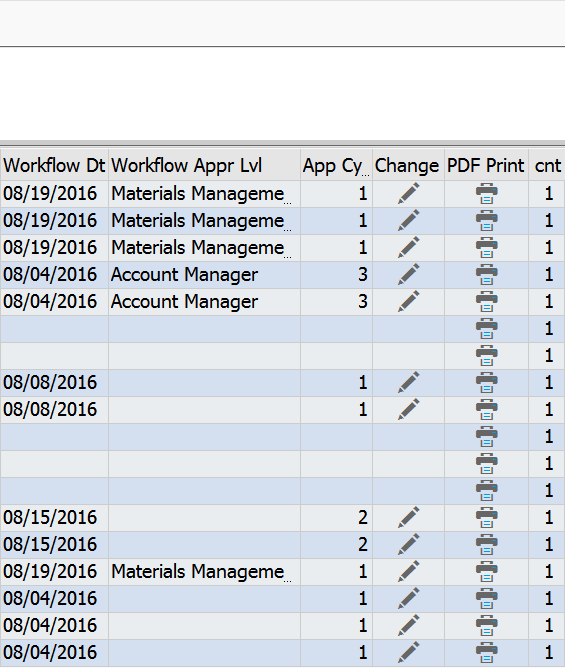 Workflow Dt Workflow Appr Lvl App Cy... Change PDF Print cnt
08/19/2016 Materials Manageme... 1 1
08/19/2016 Materials Manageme... 1 1
08/19/2016 Materials Manageme... 1 1
08/04/2016 Account Manager 3 1
08/04/2016 Account Manager 3 1
1
1
08/08/2016 1 1
08/08/2016 1 1
1
1
1
08/15/2016 2 1
08/15/2016 2 1
08/19/2016 Materials Manageme... 1 1
08/04/2016 1 1
08/04/2016 1 1
08/04/2016 1 1